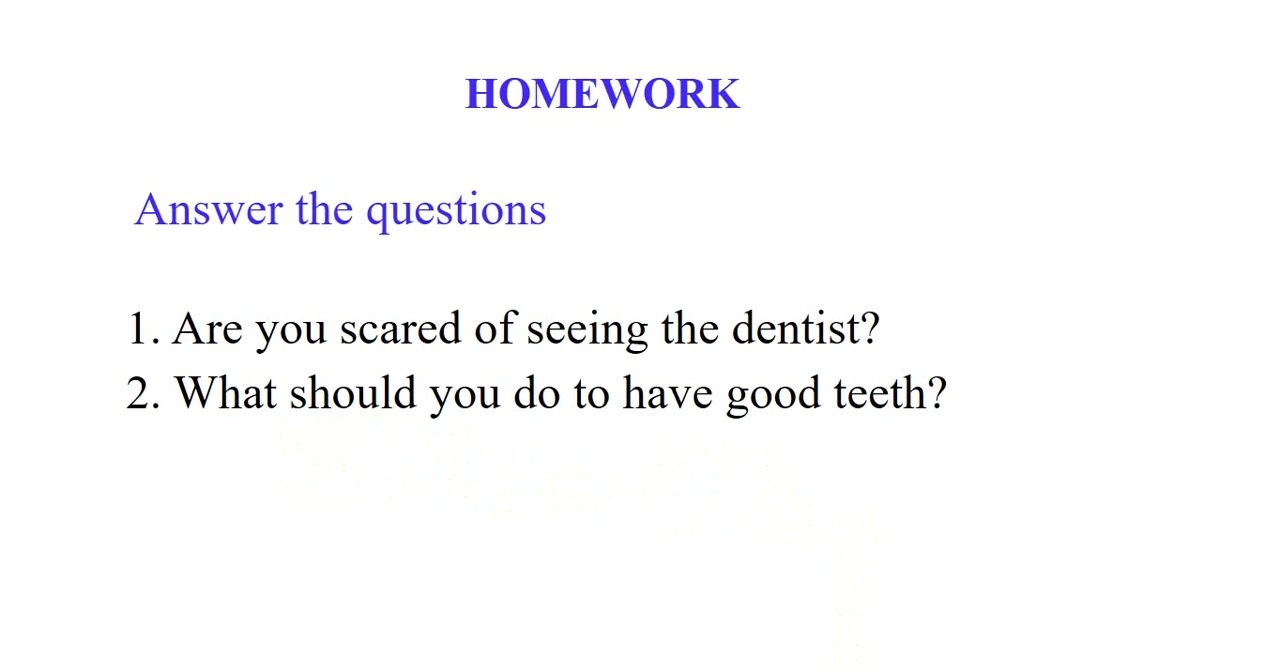 HOMEWORK
Answer the questions
1. Are you scared of seeing the dentist?
2. What should you do to have good teeth?